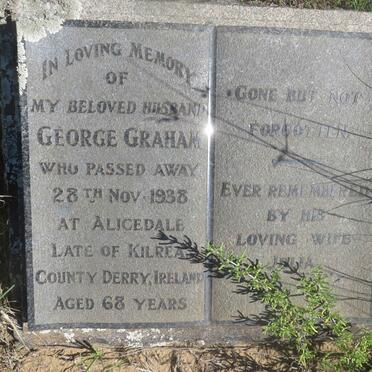 IN LOVING MEMORY
OF
MY BELOVED HUSBAND
GEORGE GRAHAM
WHO PASSED AWAY
28TH NOV. 1938
AT ALICEDALE
LATE OF KILREA
COUNTY DERRY, IRELAND
AGED 68 YEARS
GONE BUT NOT
FORGOTTEN
EVER REMEMBERED
BY HIS
LOVING WIFE
JULIA